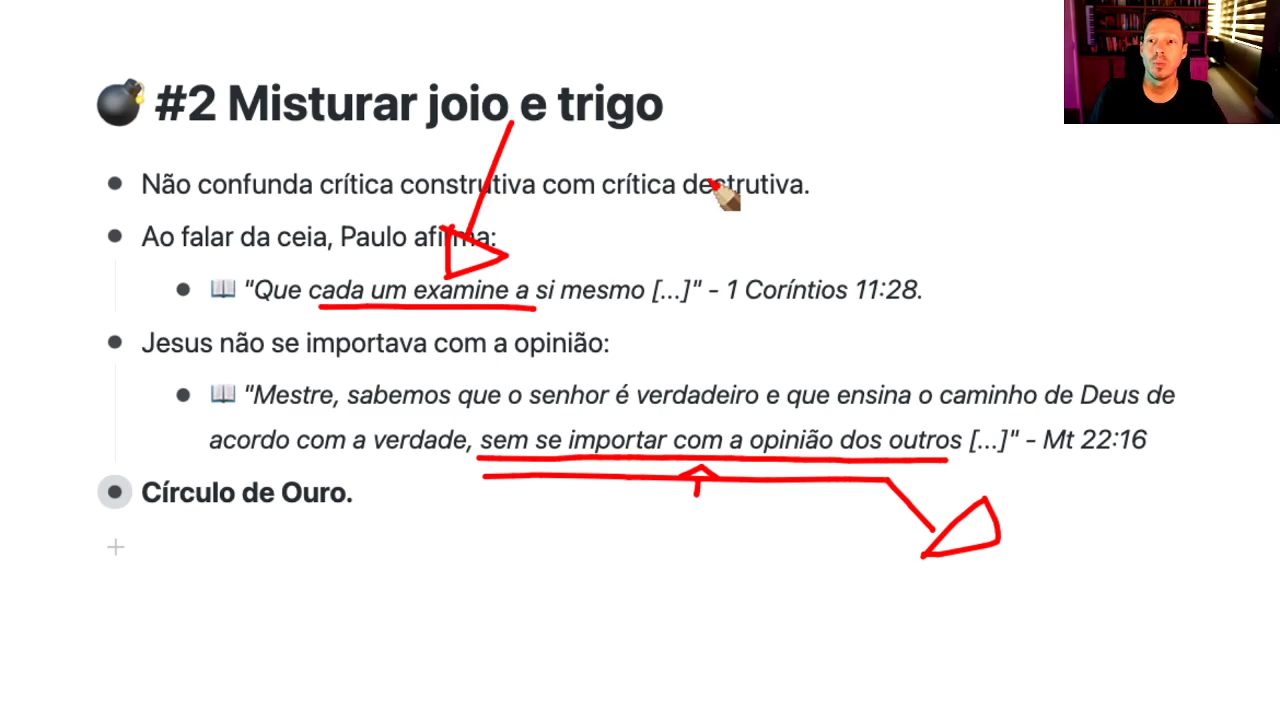 #2 Misturar joio e trigo
Não confunda crítica construtiva com crítica destrutiva.
Ao falar da ceia, Paulo afirma:
"Que cada um examine a si mesmo [...]" - 1 Coríntios 11:28.
Jesus não se importava com a opinião:
"Mestre, sabemos que o senhor é verdadeiro e que ensina o caminho de Deus de
acordo com a verdade, sem se importar com a opinião dos outros [...]" - Mt 22:16
Círculo de Ouro.